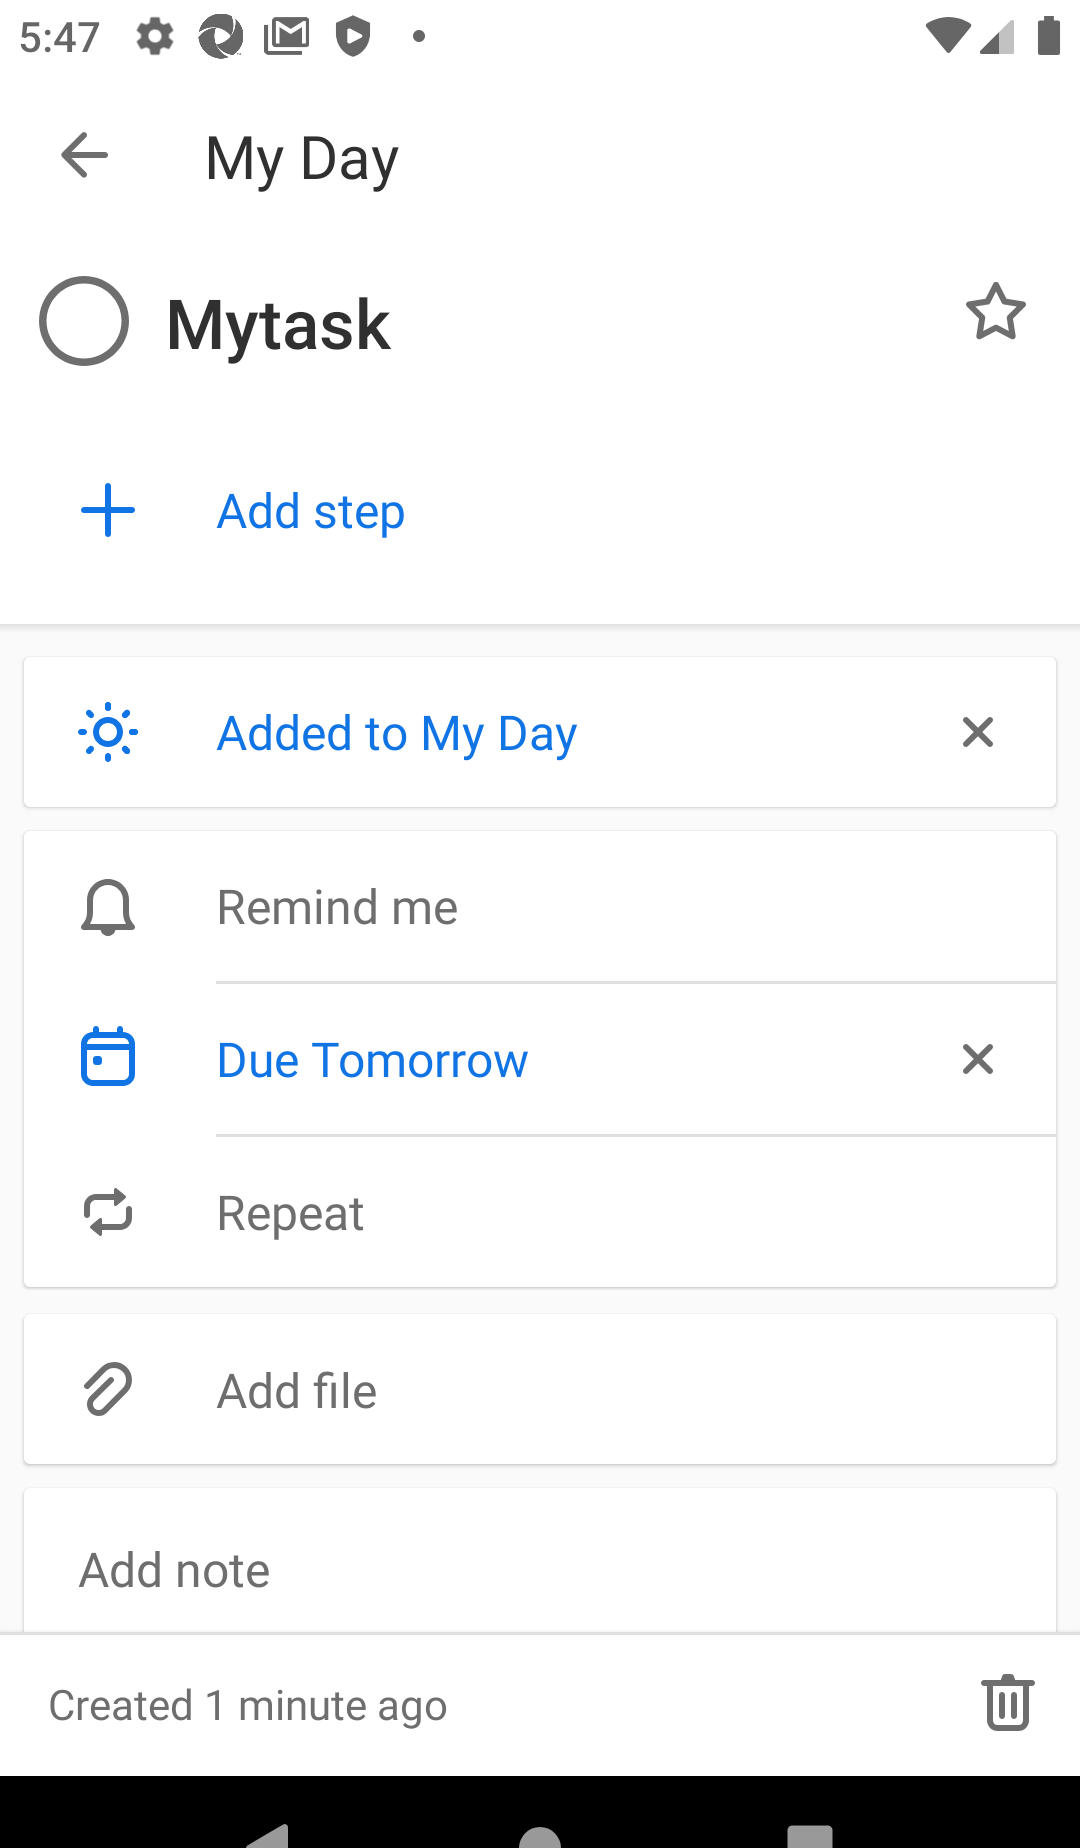 5:47
My Day
Mytask
Add step
Added to My Day
Remind me
Due Tomorrow
Repeat
Add file
Add note
Created 1 minute ago